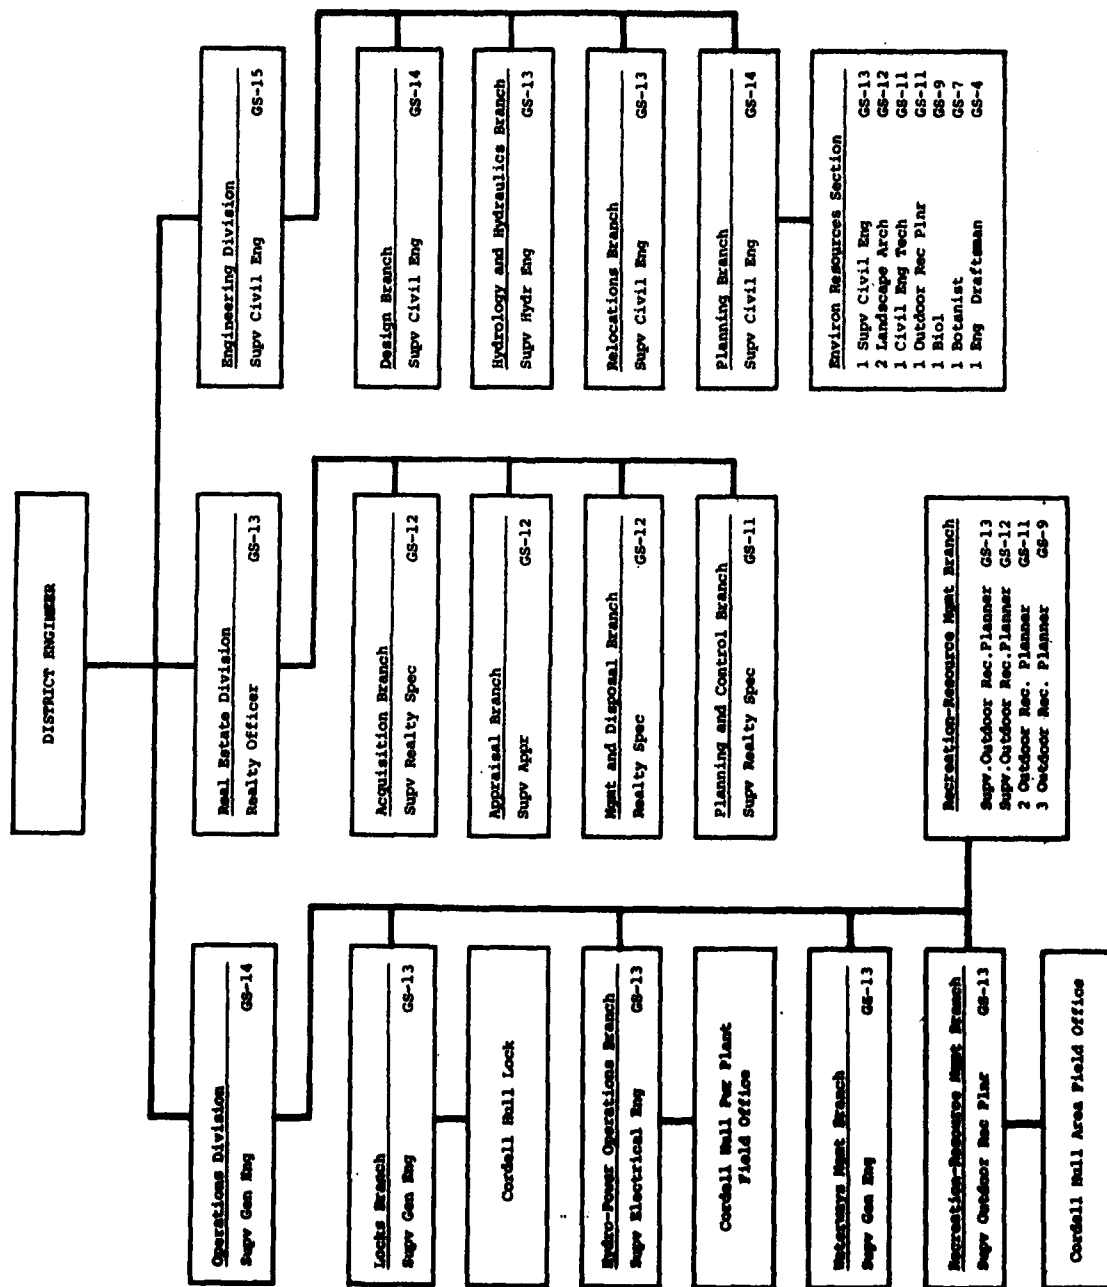 DISTRICT ENGINEER
Operations Division
Supv Gen Eng GS-14
Locks Branch
Supv Gen Eng GS-13
Cordell Hull Lock
Hydro-Power Operations Branch
Supv Electrical Eng GS-13
Cordell Hull Pwr Plant
Field Office
Waterways Mgmt Branch
Supv Gen Eng GS-13
Recreation-Resource Mgmt Branch
Supv Outdoor Rec Plnr GS-13
Cordell Hull Area Field Office
Recreation-Resource Mgmt Branch
Supv.Outdoor Rec.Planner GS-13
Supv.Outdoor Rec.Planner GS-12
2 Outdoor Rec. Planner GS-11
3 Outdoor Rec. Planner GS-9
Real Estate Division
Realty Officer GS-13
Acquisition Branch
Supv Realty Spec GS-12
Appraisal Branch
Supv Appr GS-12
Mgmt and Disposal Branch
Realty Spec GS-12
Planning and Control Branch
Supv Realty Spec GS-11
Engineering Division
Supv Civil Eng GS-15
Design Branch
Supv Civil Eng GS-14
Hydrology and Hydraulics Branch
Supv Hydr Eng GS-13
Relocations Branch
Supv Civil Eng GS-13
Planning Branch
Supv Civil Eng GS-14
Environ Resources Section
1 Supv Civil Eng GS-13
2 Landscape Arch GS-12
1 Civil Eng Tech GS-11
1 Outdoor Rec Plnr GS-11
1 Biol GS-9
1 Botanist GS-7
1 Eng Draftsman GS-4